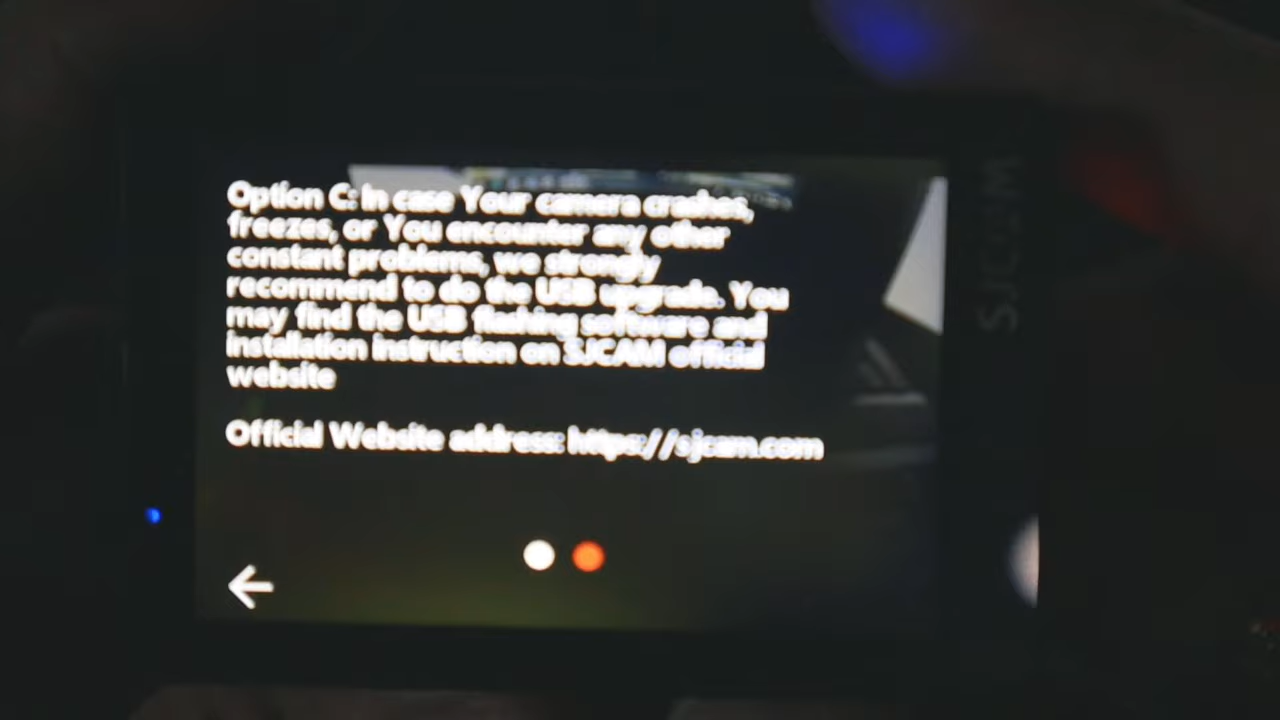 Option C: In case Your camera crashes,
freezes, or You encounter any other
constant problems, we strongly
recommend to do the USB upgrade. You
may find the USB flashing software and
installation instruction on SJCAM official
website
Official Website address: https://sjcam.com
SJCAM